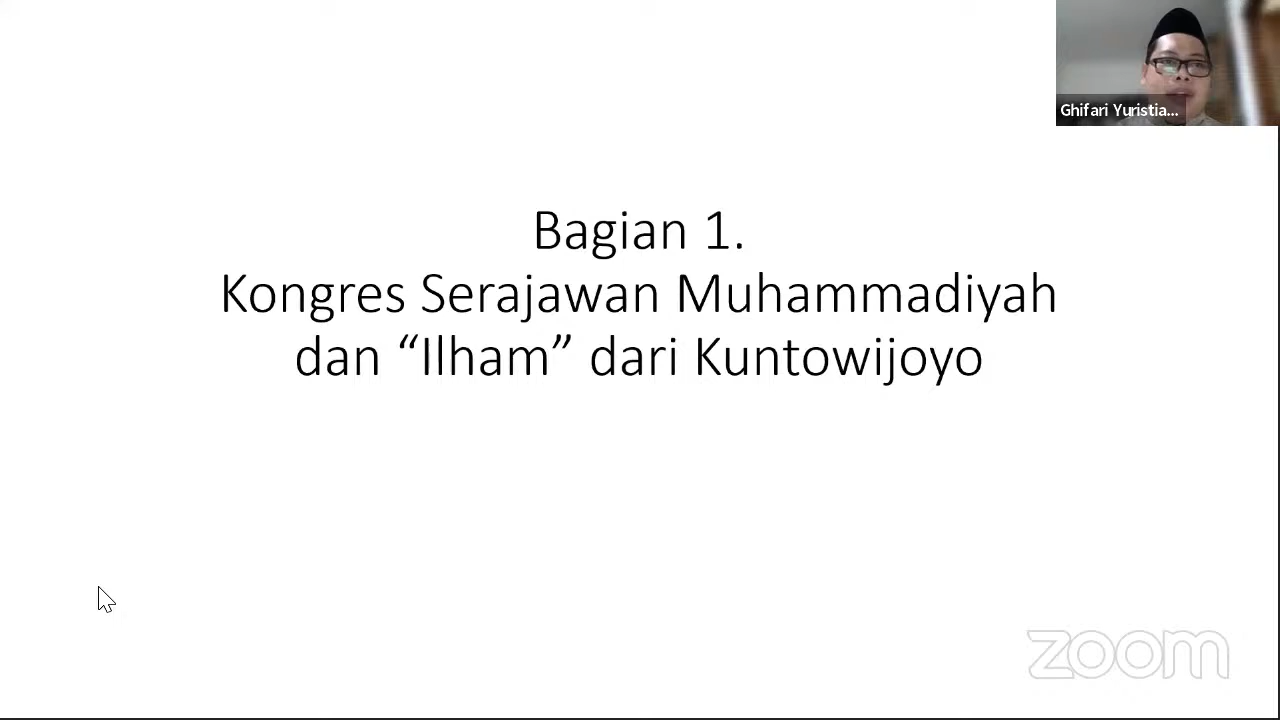 Ghifari Yuristia...
Bagian 1.
Kongres Serajawan Muhammadiyah
dan “Ilham” dari Kuntowijoyo
zoom